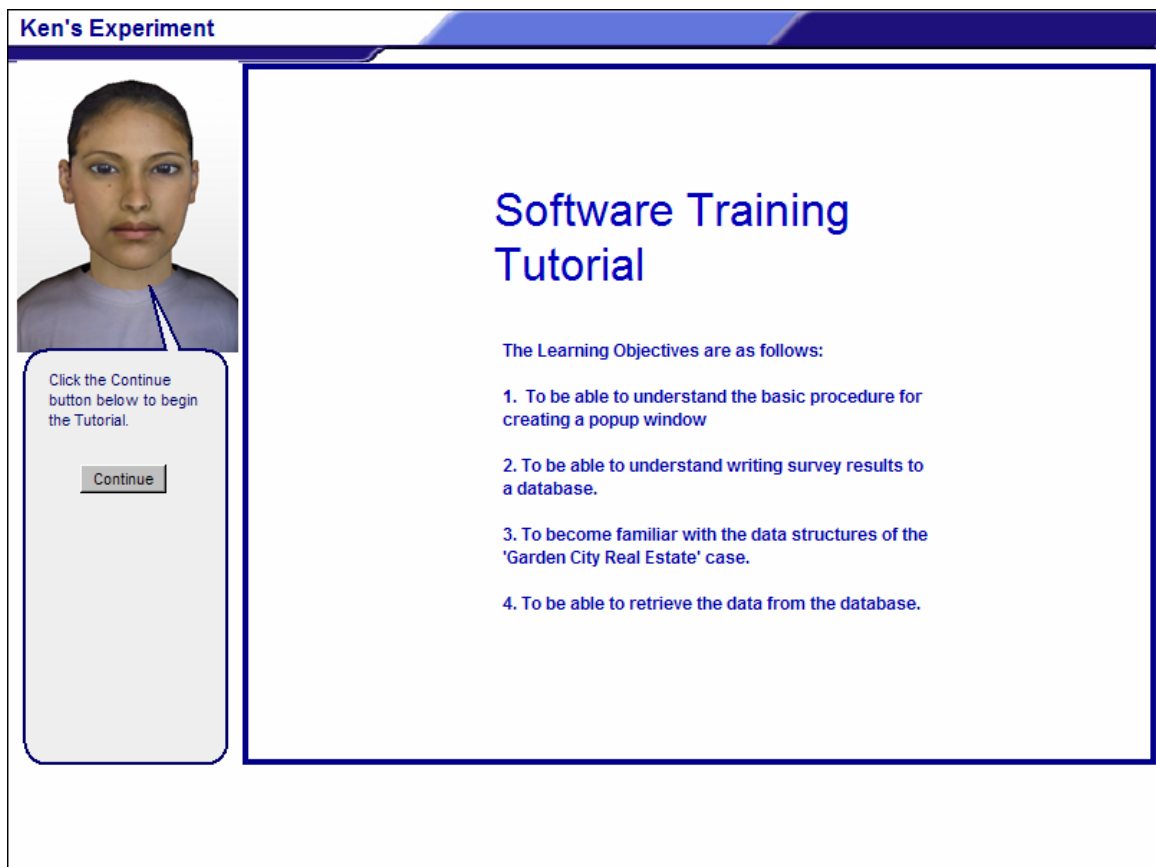 Ken's Experiment
Click the Continue
button below to begin
the Tutorial.
Continue
Software Training
Tutorial
The Learning Objectives are as follows:
1. To be able to understand the basic procedure for
creating a popup window
2. To be able to understand writing survey results to
a database.
3. To become familiar with the data structures of the
'Garden City Real Estate' case.
4. To be able to retrieve the data from the database.